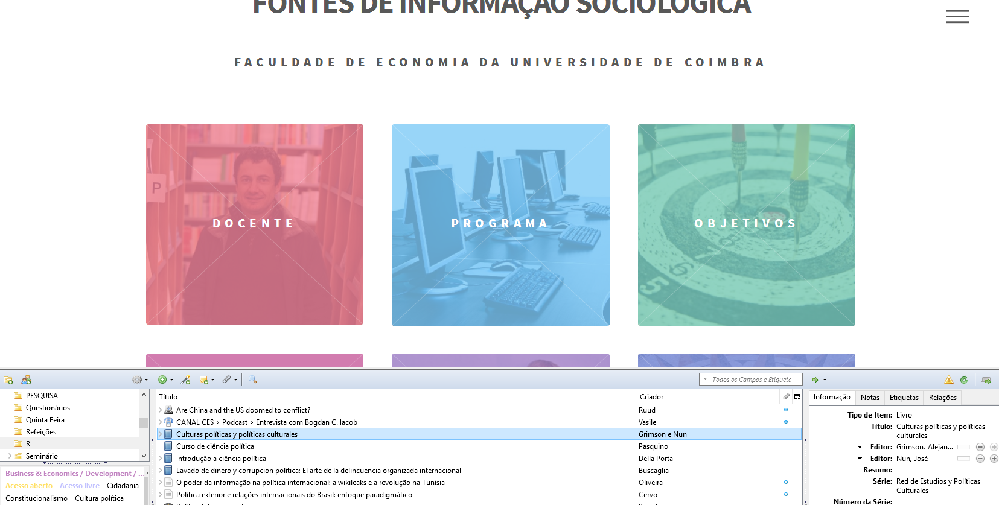 FONTES DE INFORMAÇÃO SOCIOLÓGICA
FACULDADE DE ECONOMIA DA UNIVERSIDADE DE COIMBRA
P
DOCENTE
PROGRAMA
OBJETIVOS
7
6
5
Todos os Campos e Etiqueta
PESQUISA
Questionários
Quinta Feira
Refeições
RI
Seminário
Business & Economics / Development / ...
Acesso aberto Acesso livre Cidadania
Constitucionalismo Cultura política
Título Criador
Are China and the US doomed to conflict? Ruud
CANAL CES > Podcast > Entrevista com Bogdan C. Iacob Vasile
Culturas políticas y políticas culturales Grimson e Nun
Curso de ciência política Pasquino
Introdução à ciência política Della Porta
Lavado de dinero y corrupción política: El arte de la delincuencia organizada internacional Buscaglia
O poder da informação na política internacional: a wikileaks e a revolução na Tunísia Oliveira
Política exterior e relações internacionais do Brasil: enfoque paradigmático Cervo
Informação Notas Etiquetas Relações
Tipo de Item: Livro
Título: Culturas políticas y políticas
culturales
Editor: Grimson, Alejan...
Editor: Nun, José
Resumo:
Série: Red de Estudios y Políticas
Culturales
Número da Série: